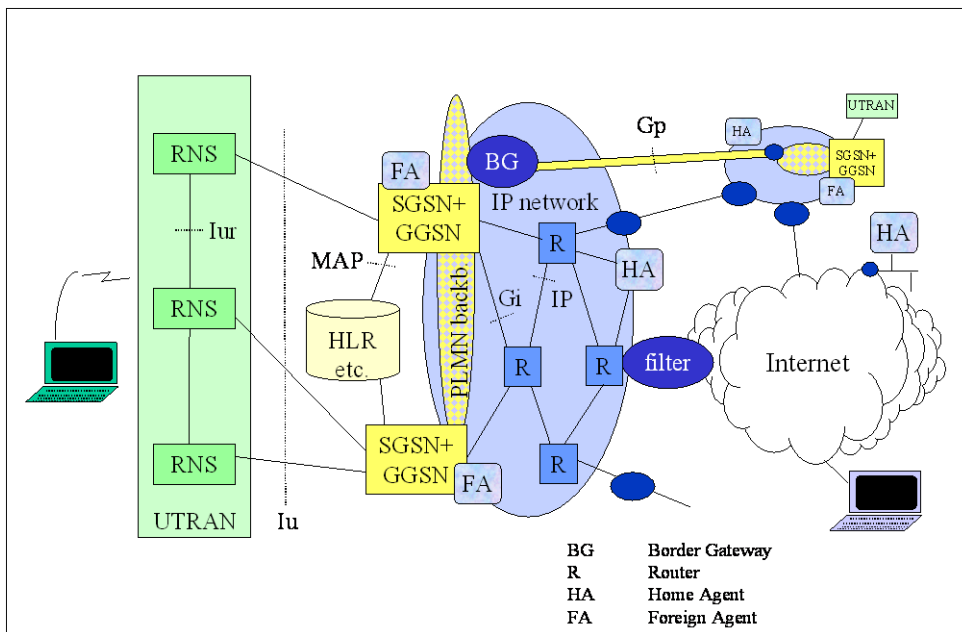 UTRAN
Gp
HA
BG
RNS
SGSN+
GGSN
FA
FA
IP network
SGSN+
GGSN
R
HA
Iur
MAP
HA
PLMN backb.
Gi
IP
RNS
HLR
etc.
R
R
filter
Internet
SGSN+
GGSN
RNS
R
FA
UTRAN
Iu
BG Border Gateway
R Router
HA Home Agent
FA Foreign Agent